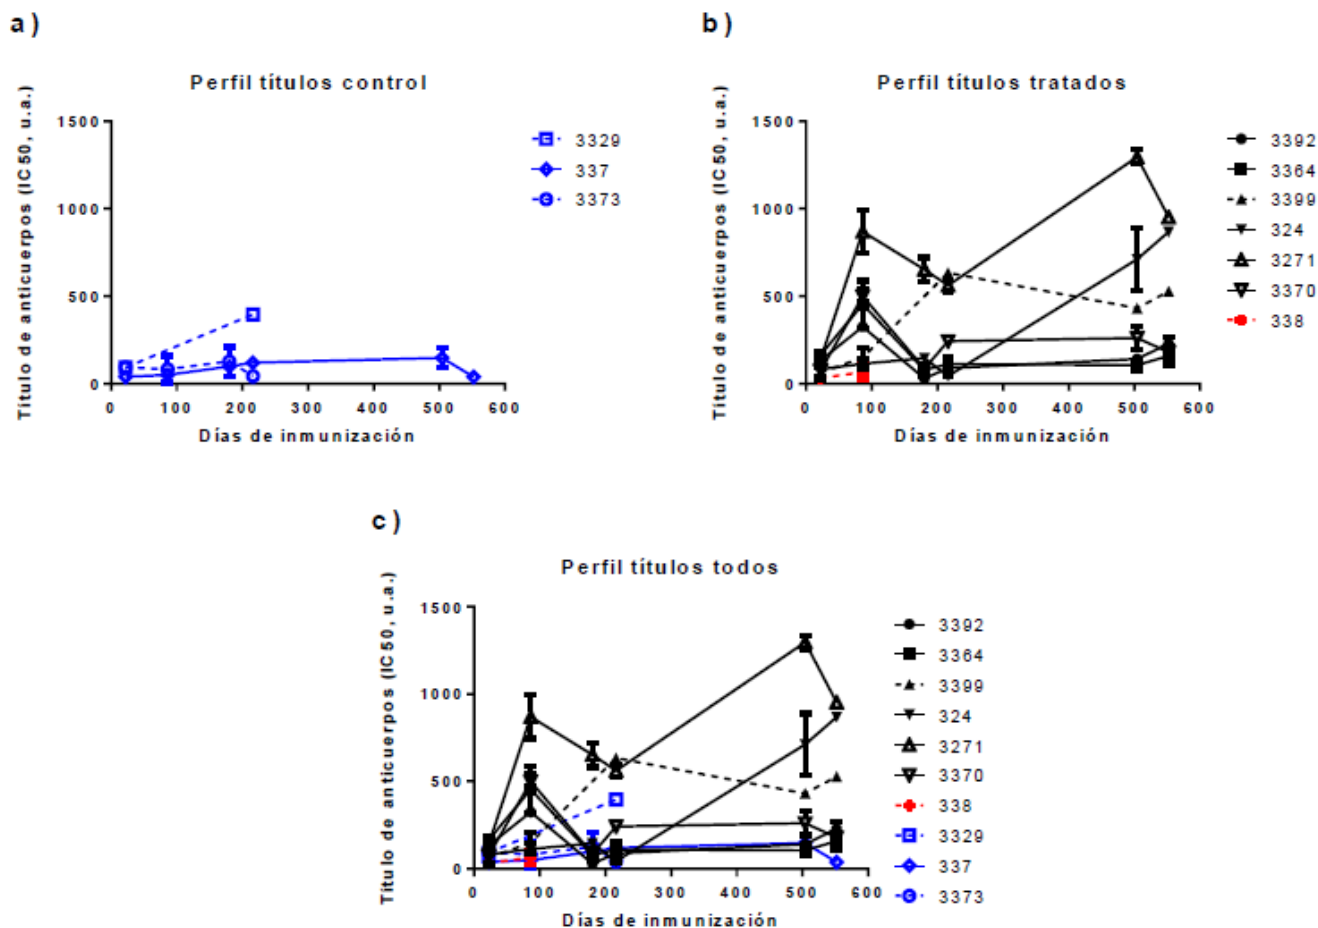 a)
Perfil títulos control
Título de anticuerpos (IC50, u.a.)
1500
1000
500
0
0 100 200 300 400 500 600
Días de inmunización
3329
337
3373
b)
Perfil títulos tratados
Título de anticuerpos (IC50, u.a.)
1500
1000
500
0
0 100 200 300 400 500 600
Días de inmunización
3392
3364
3399
324
3271
3370
338
c)
Perfil títulos todos
Título de anticuerpos (IC50, u.a.)
1500
1000
500
0
0 100 200 300 400 500 600
Días de inmunización
3392
3364
3399
324
3271
3370
338
3329
337
3373